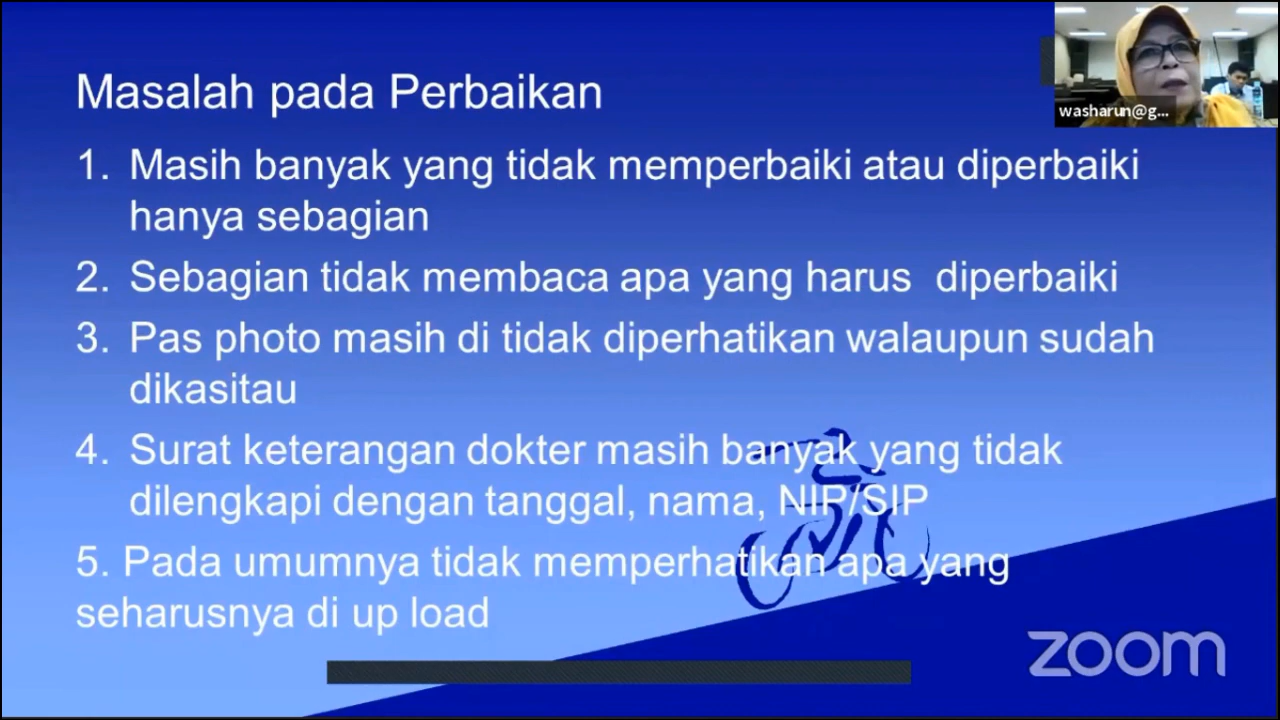 Masalah pada Perbaikan
washarun@g...
1. Masih banyak yang tidak memperbaiki atau diperbaiki
hanya sebagian
2. Sebagian tidak membaca apa yang harus  diperbaiki
3. Pas photo masih di tidak diperhatikan walaupun sudah
dikasitau
4. Surat keterangan dokter masih banyak yang tidak
dilengkapi dengan tanggal, nama, NIP/SIP
5. Pada umumnya tidak memperhatikan apa yang
seharusnya di up load
zoom